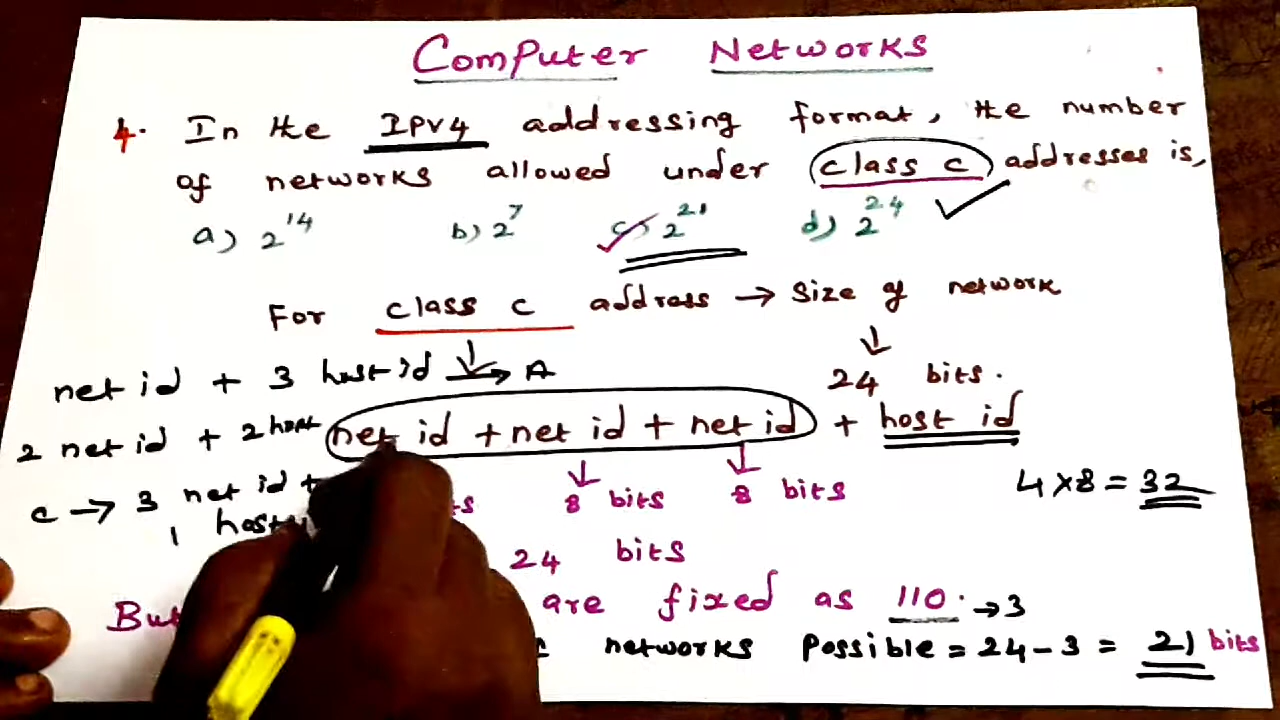 Computer Networks
4. In the IPV4 addressing format, the number
of networks allowed under class c addresses is,
a) 2^14 b) 2^7 c) 2^21 d) 2^24
For class c address → Size of network
net id + 3 host id → A
24 bits.
2 net id + 2 host
net id + net id + net id + host id
c → 3 net id +
1 host
8 bits 8 bits
4 x 8 = 32
24 bits
But are fixed as 110. → 3
networks Possible = 24 - 3 = 21 bits